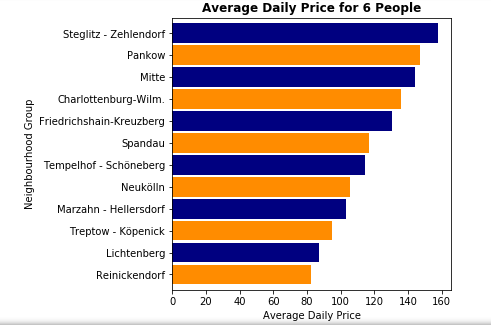 Average Daily Price for 6 People
Steglitz - Zehlendorf
Pankow
Mitte
Charlottenburg-Wilm.
Friedrichshain-Kreuzberg
Spandau
Tempelhof - Schöneberg
Neukölln
Marzahn - Hellersdorf
Treptow - Köpenick
Lichtenberg
Reinickendorf
Neighbourhood Group
0 20 40 60 80 100 120 140 160
Average Daily Price